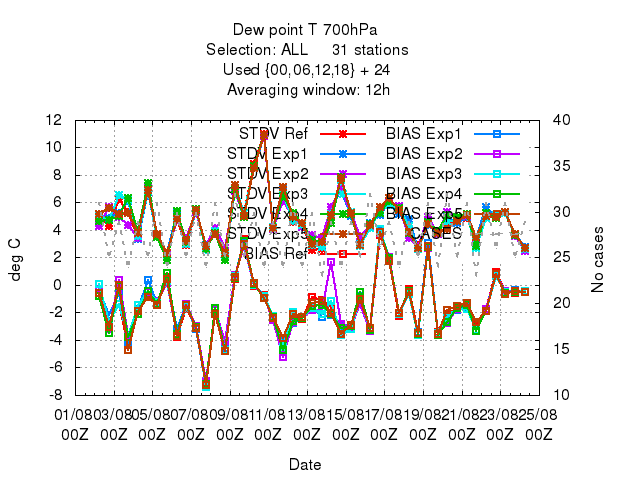 Dew point T 700hPa
Selection: ALL 31 stations
Used {00,06,12,18} + 24
Averaging window: 12h
12 40
STDV Ref BIAS Exp1
10 STDV Exp1 BIAS Exp2
35
8 STDV Exp2 BIAS Exp3
STDV Exp3 BIAS Exp4
6 STDV Exp4 BIAS Exp5 30
4 STDV Exp5 CASES
BIAS Ref
2 25
0
-2 20
-4 15
-6
-8 10
deg C
No cases
01/08 03/08 05/08 07/08 09/08 11/08 13/08 15/08 17/08 19/08 21/08 23/08 25/08
00Z 00Z 00Z 00Z 00Z 00Z 00Z 00Z 00Z 00Z 00Z 00Z 00Z
Date